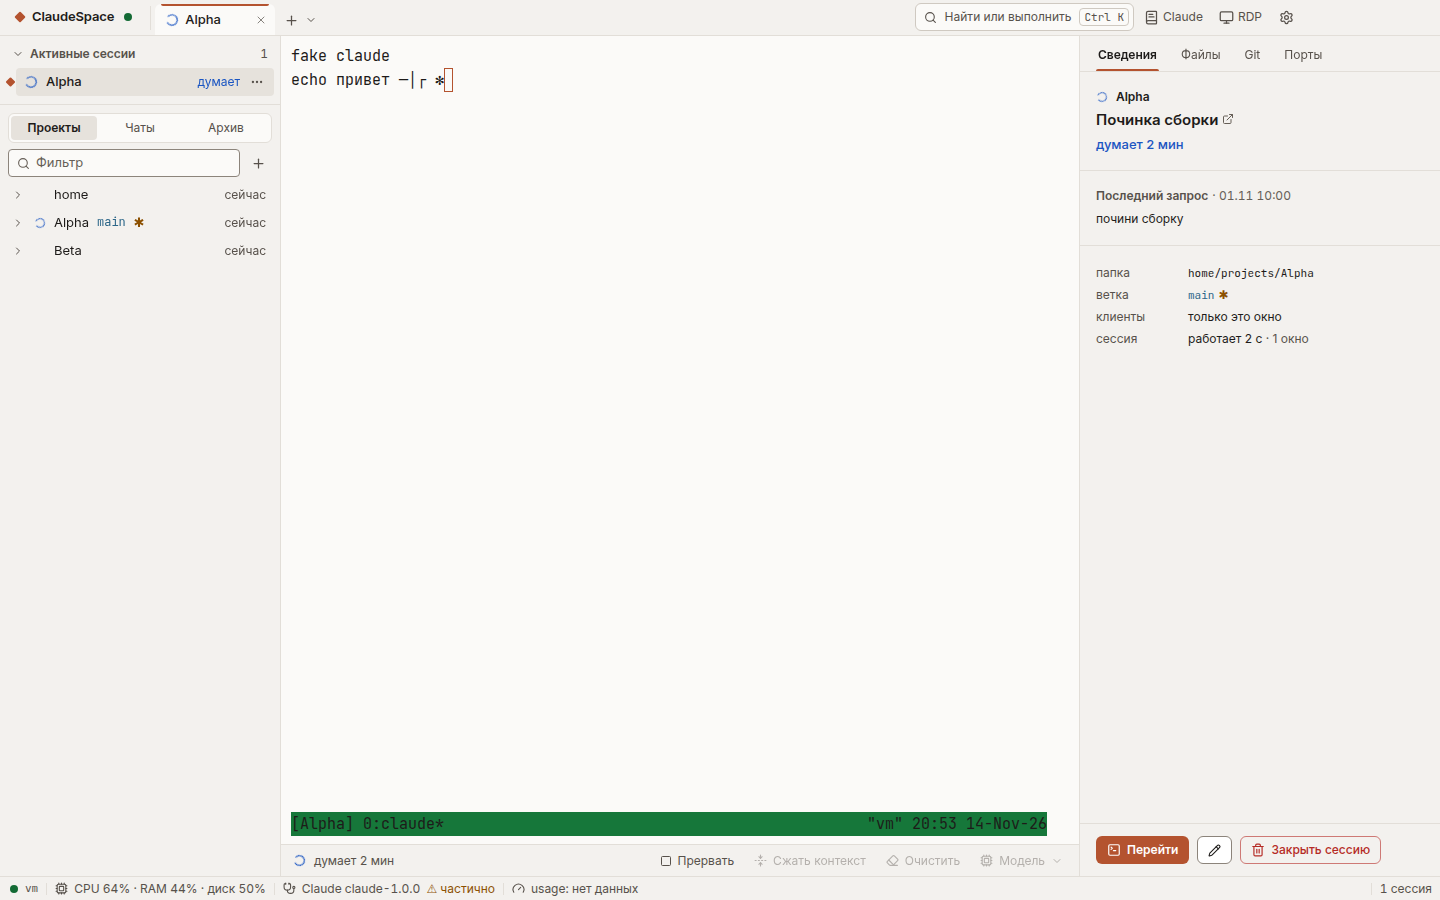 ClaudeSpace
Alpha
Найти или выполнить Ctrl K
Claude
RDP
Активные сессии 1
Alpha думает ···
Проекты Чаты Архив
Фильтр
home сейчас
Alpha main ✱ сейчас
Beta сейчас
fake claude
echo привет ─│┌ ✻
[Alpha] 0:claude* "vm" 20:53 14-Nov-26
думает 2 мин
Прервать
Сжать контекст
Очистить
Модель
Сведения Файлы Git Порты
Alpha
Починка сборки
думает 2 мин
Последний запрос · 01.11 10:00
почини сборку
папка home/projects/Alpha
ветка main ✱
клиенты только это окно
сессия работает 2 с · 1 окно
Перейти
Закрыть сессию
vm CPU 64% · RAM 44% · диск 50% Claude claude-1.0.0 ⚠ частично usage: нет данных 1 сессия